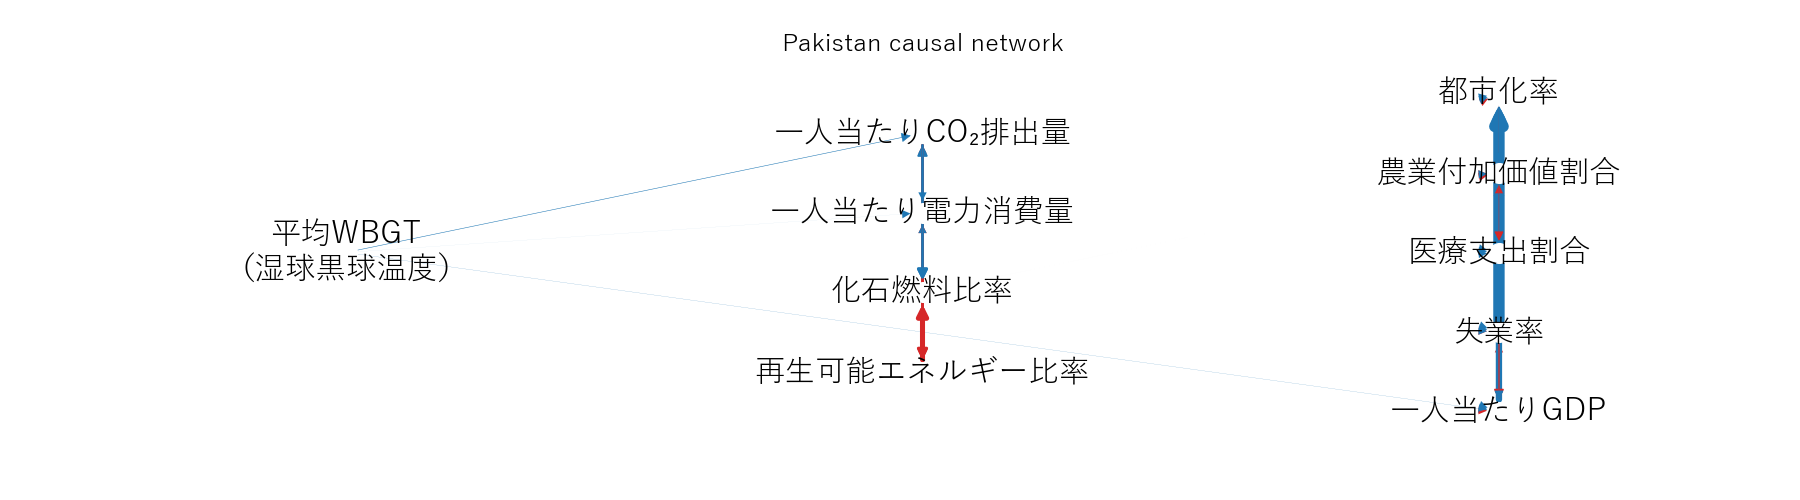 Pakistan causal network
平均WBGT
（湿球黒球温度）
一人当たりCO₂排出量
一人当たり電力消費量
化石燃料比率
再生可能エネルギー比率
都市化率
農業付加価値割合
医療支出割合
失業率
一人当たりGDP